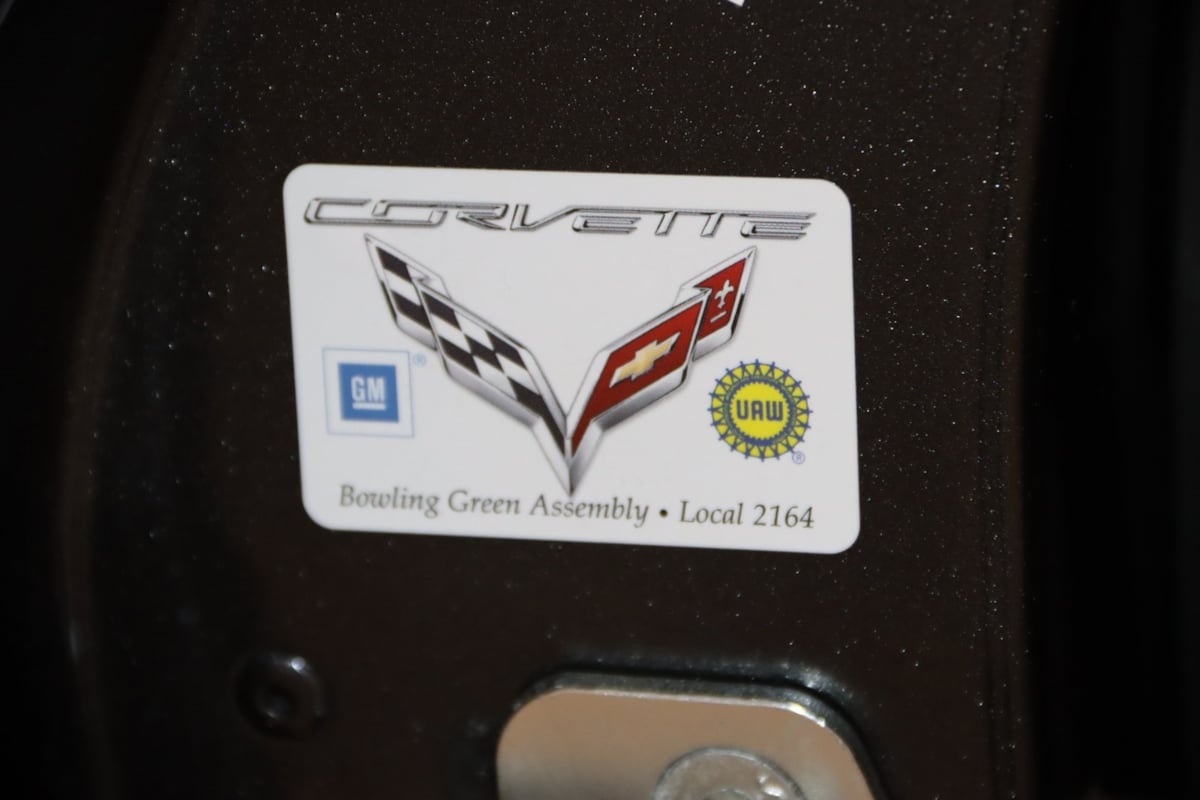 CORVETTE
GM ®
UAW ®
Bowling Green Assembly • Local 2164